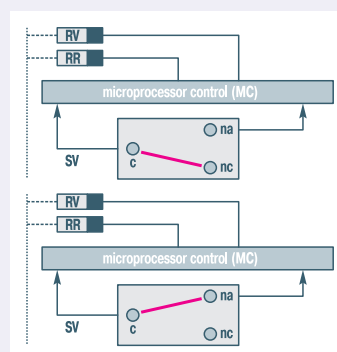 RV
RR
microprocessor control (MC)
na
c
nc
SV
RV
RR
microprocessor control (MC)
na
c
nc
SV